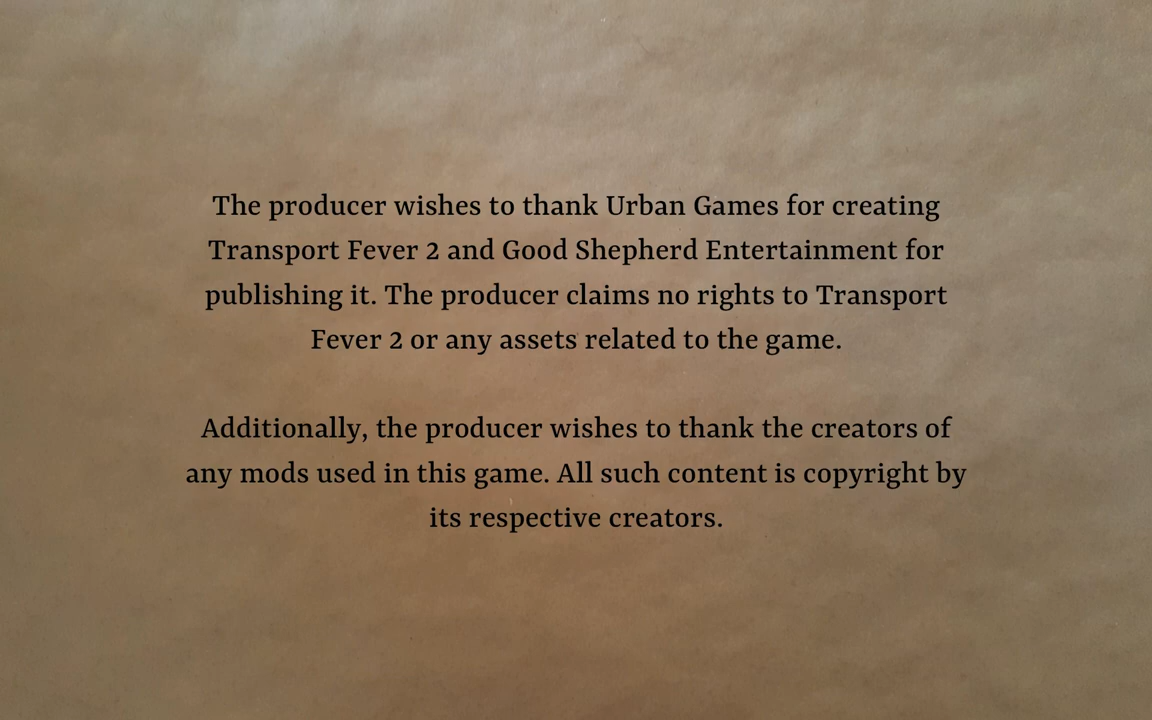 The producer wishes to thank Urban Games for creating
Transport Fever 2 and Good Shepherd Entertainment for
publishing it. The producer claims no rights to Transport
Fever 2 or any assets related to the game.
Additionally, the producer wishes to thank the creators of
any mods used in this game. All such content is copyright by
its respective creators.